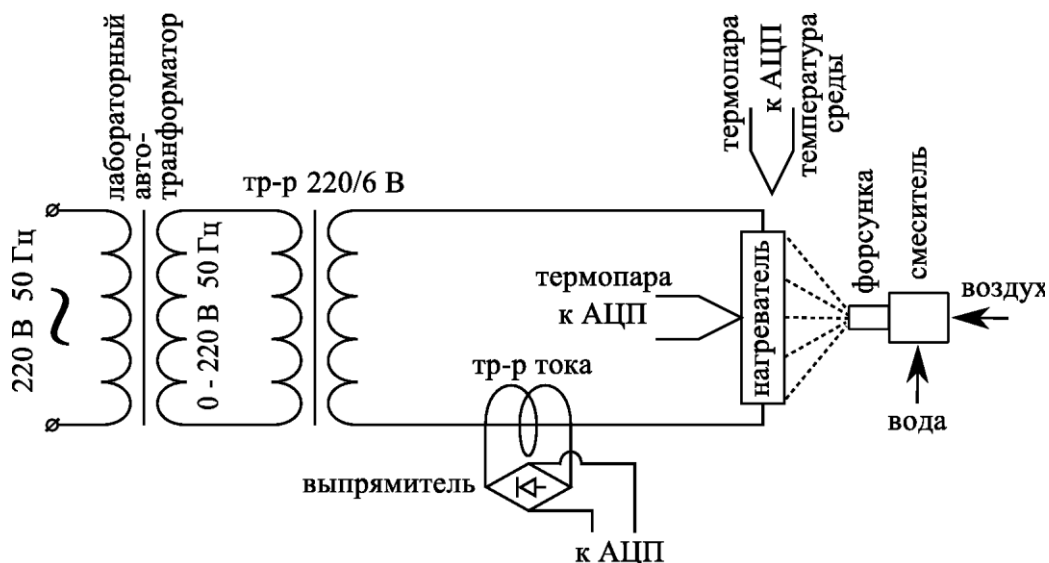 220 В 50 Гц
~
лабораторный
авто-
транформатор
0 - 220 В 50 Гц
тр-р 220/6 В
термопара
к АЦП
температура
среды
термопара
к АЦП
нагреватель
форсунка
смеситель
воздух
вода
тр-р тока
выпрямитель
к АЦП